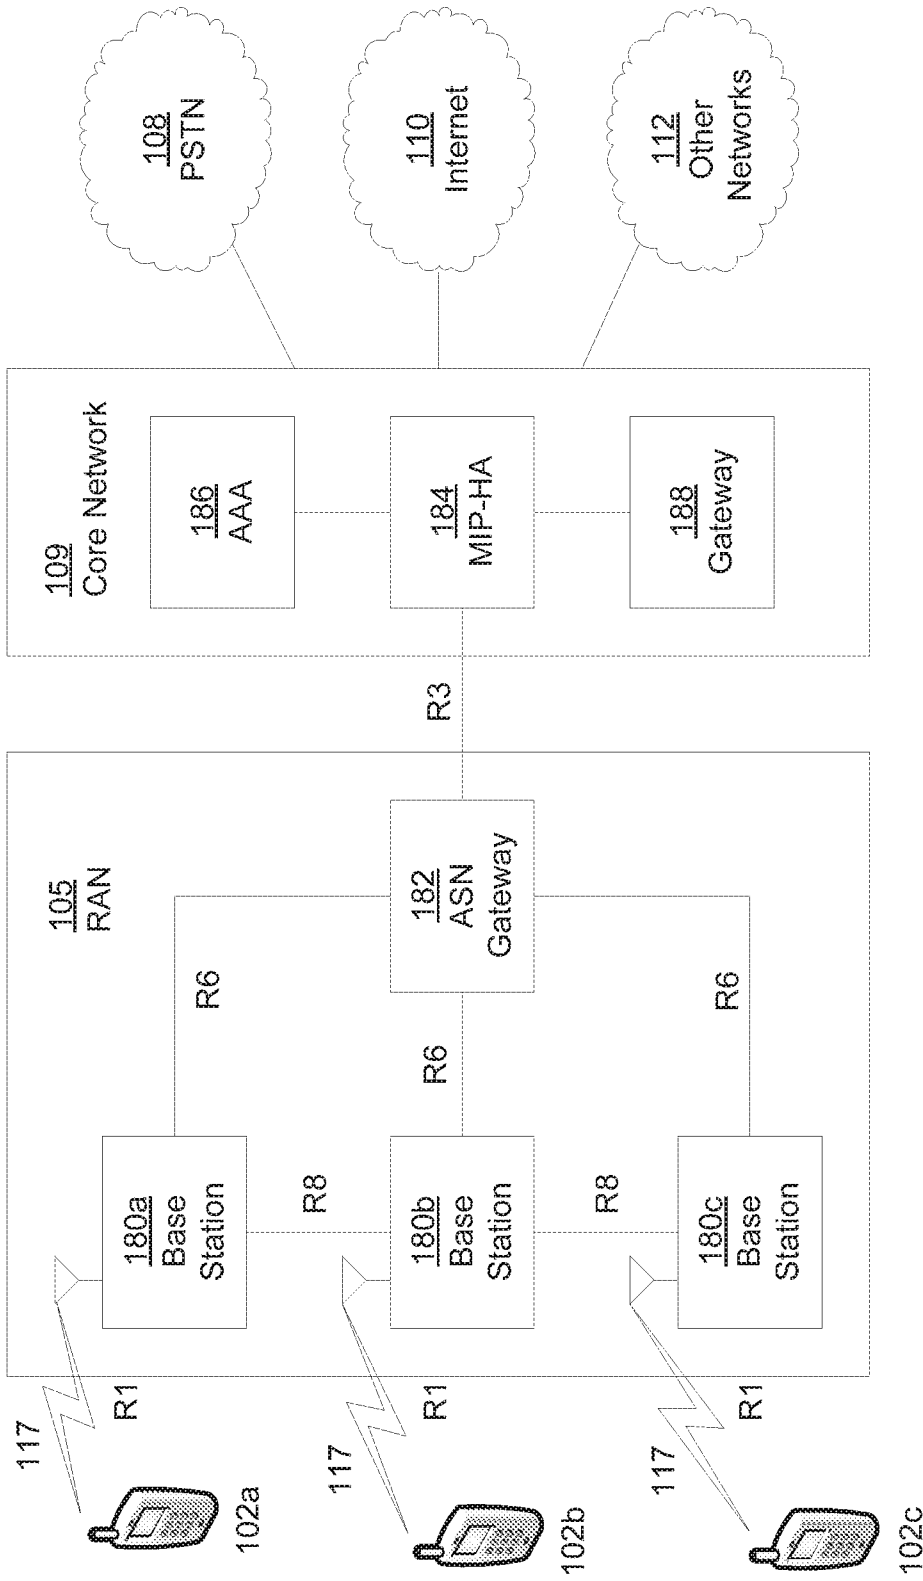 117
R1
102a
117
R1
102b
117
R1
102c
105
RAN
180a
Base
Station
R8
180b
Base
Station
R8
180c
Base
Station
R6
R6
R6
182
ASN
Gateway
R3
109
Core Network
186
AAA
184
MIP-HA
188
Gateway
108
PSTN
110
Internet
112
Other
Networks